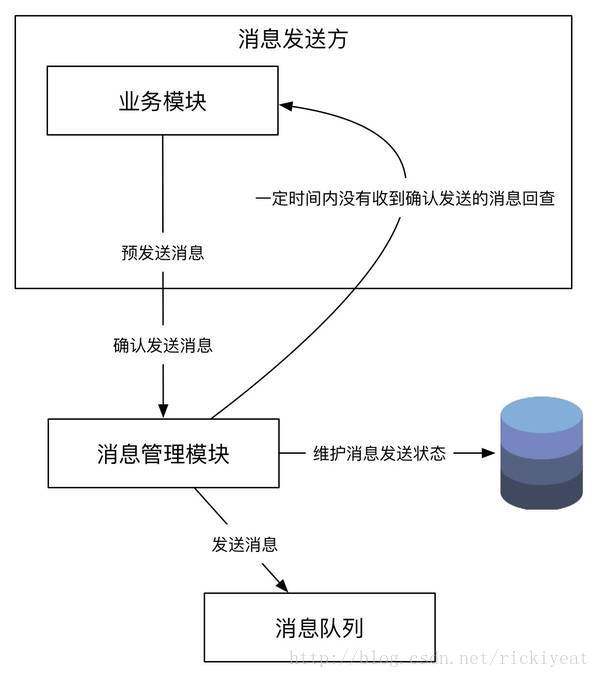 消息发送方
业务模块
一定时间内没有收到确认发送的消息回查
预发送消息
确认发送消息
消息管理模块
维护消息发送状态
发送消息
消息队列
http://blog.csdn.net/rickiyeat